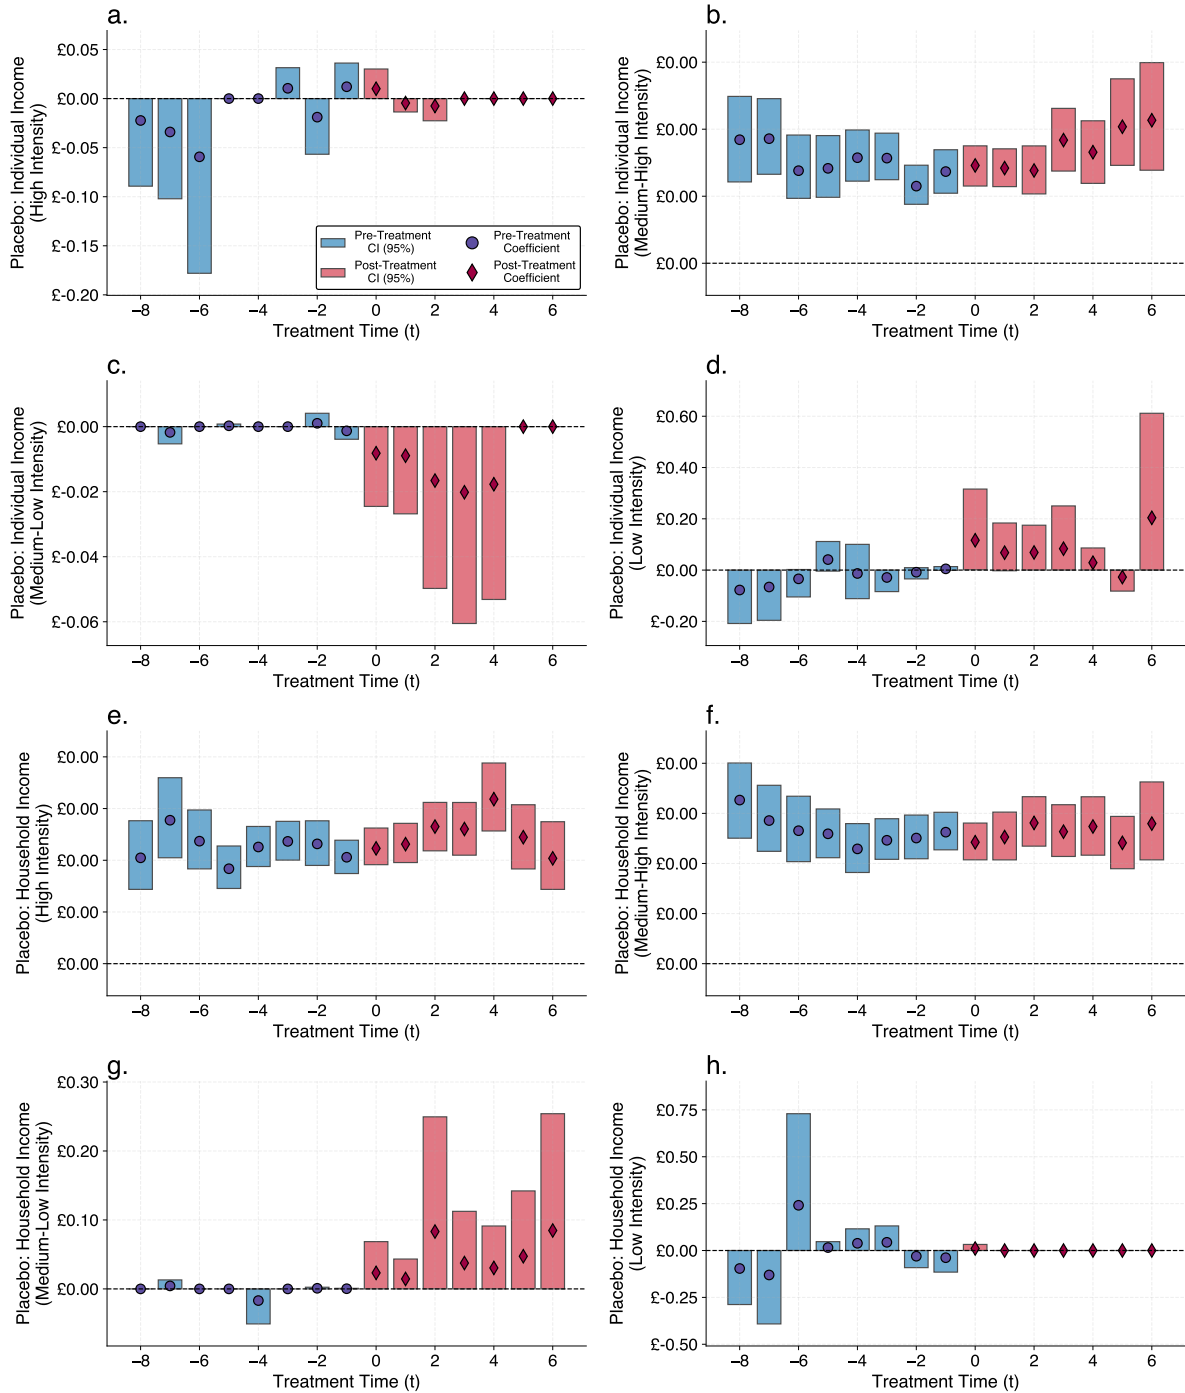 a.
Placebo: Individual Income
(High Intensity)
£0.05
£0.00
£-0.05
£-0.10
£-0.15
£-0.20
Pre-Treatment
CI (95%)
Pre-Treatment
Coefficient
Post-Treatment
CI (95%)
Post-Treatment
Coefficient
−8 −6 −4 −2 0 2 4 6
Treatment Time (t)
b.
Placebo: Individual Income
(Medium-High Intensity)
£0.00
£0.00
£0.00
£0.00
−8 −6 −4 −2 0 2 4 6
Treatment Time (t)
c.
Placebo: Individual Income
(Medium-Low Intensity)
£0.00
£-0.02
£-0.04
£-0.06
−8 −6 −4 −2 0 2 4 6
Treatment Time (t)
d.
Placebo: Individual Income
(Low Intensity)
£0.60
£0.40
£0.20
£0.00
£-0.20
−8 −6 −4 −2 0 2 4 6
Treatment Time (t)
e.
Placebo: Household Income
(High Intensity)
£0.00
£0.00
£0.00
£0.00
£0.00
−8 −6 −4 −2 0 2 4 6
Treatment Time (t)
f.
Placebo: Household Income
(Medium-High Intensity)
£0.00
£0.00
£0.00
£0.00
£0.00
−8 −6 −4 −2 0 2 4 6
Treatment Time (t)
g.
Placebo: Household Income
(Medium-Low Intensity)
£0.30
£0.20
£0.10
£0.00
−8 −6 −4 −2 0 2 4 6
Treatment Time (t)
h.
Placebo: Household Income
(Low Intensity)
£0.75
£0.50
£0.25
£0.00
£-0.25
£-0.50
−8 −6 −4 −2 0 2 4 6
Treatment Time (t)